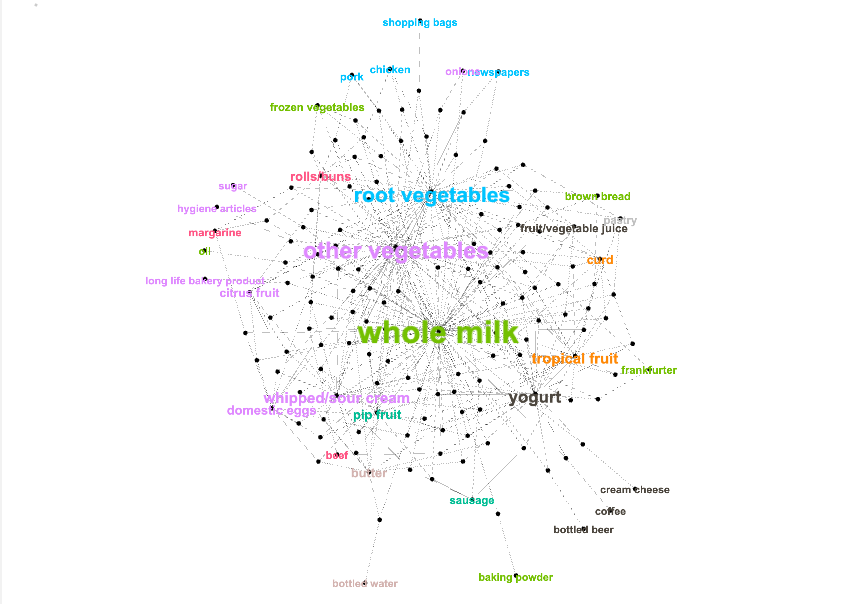 shopping bags
pork
chicken
onions
newspapers
frozen vegetables
rolls/buns
sugar
root vegetables
brown bread
hygiene articles
pastry
margarine
fruit/vegetable juice
oil
other vegetables
curd
long life bakery product
citrus fruit
whole milk
tropical fruit
frankfurter
whipped/sour cream
yogurt
domestic eggs
pip fruit
beef
butter
cream cheese
sausage
coffee
bottled beer
baking powder
bottled water